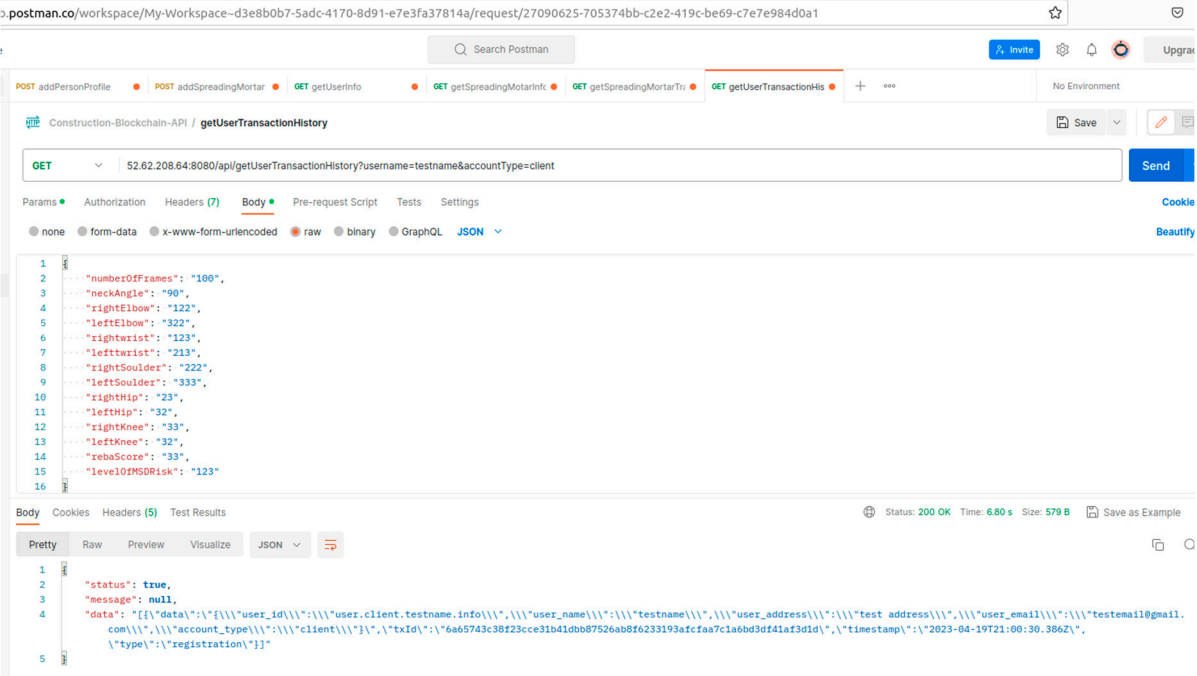 o.postman.co/workspace/My-Workspace~d3e8b0b7-5adc-4170-8d91-e7e3fa37814a/request/27090625-705374bb-c2e2-419c-be69-c7e7e984d0a1
Search Postman
Invite
Upgrad
POST addPersonProfile
POST addSpreadingMortar
GET getUserInfo
GET getSpreadingMotarInfo
GET getSpreadingMortarTra
GET getUserTransactionHis
No Environment
HTTP Construction-Blockchain-API / getUserTransactionHistory
Save
GET 52.62.208.64:8080/api/getUserTransactionHistory?username=testname&accountType=client
Send
Params Authorization Headers (7) Body Pre-request Script Tests Settings
Cookie
none form-data x-www-form-urlencoded raw binary GraphQL JSON
Beautify
1 {
2 "numberOfFrames": "100",
3 "neckAngle": "90",
4 "rightElbow": "122",
5 "leftElbow": "322",
6 "rightwrist": "123",
7 "lefttwrist": "213",
8 "rightSoulder": "222",
9 "leftSoulder": "333",
10 "rightHip": "23",
11 "leftHip": "32",
12 "rightKnee": "33",
13 "leftKnee": "32",
14 "rebaScore": "33",
15 "levelOfMSDRisk": "123"
16 }
Body Cookies Headers (5) Test Results
Status: 200 OK Time: 6.80 s Size: 579 B Save as Example
Pretty Raw Preview Visualize JSON
1 {
2 "status": true,
3 "message": null,
4 "data": "[{\"data\":\"{\\\"user_id\\\":\\\"user.client.testname.info\\\",\\\"user_name\\\":\\\"testname\\\",\\\"user_address\\\":\\\"test address\\\",\\\"user_email\\\":\\\"testemail@gmail.
com\\\",\\\"account_type\\\":\\\"client\\\"}\",\"txId\":\"6a65743c38f23cce31b41dbb87526ab8f6233193afcfaa7c1a6bd3df41af3d1d\",\"timestamp\":\"2023-04-19T21:00:30.386Z\",
\"type\":\"registration\"}]"
5 }